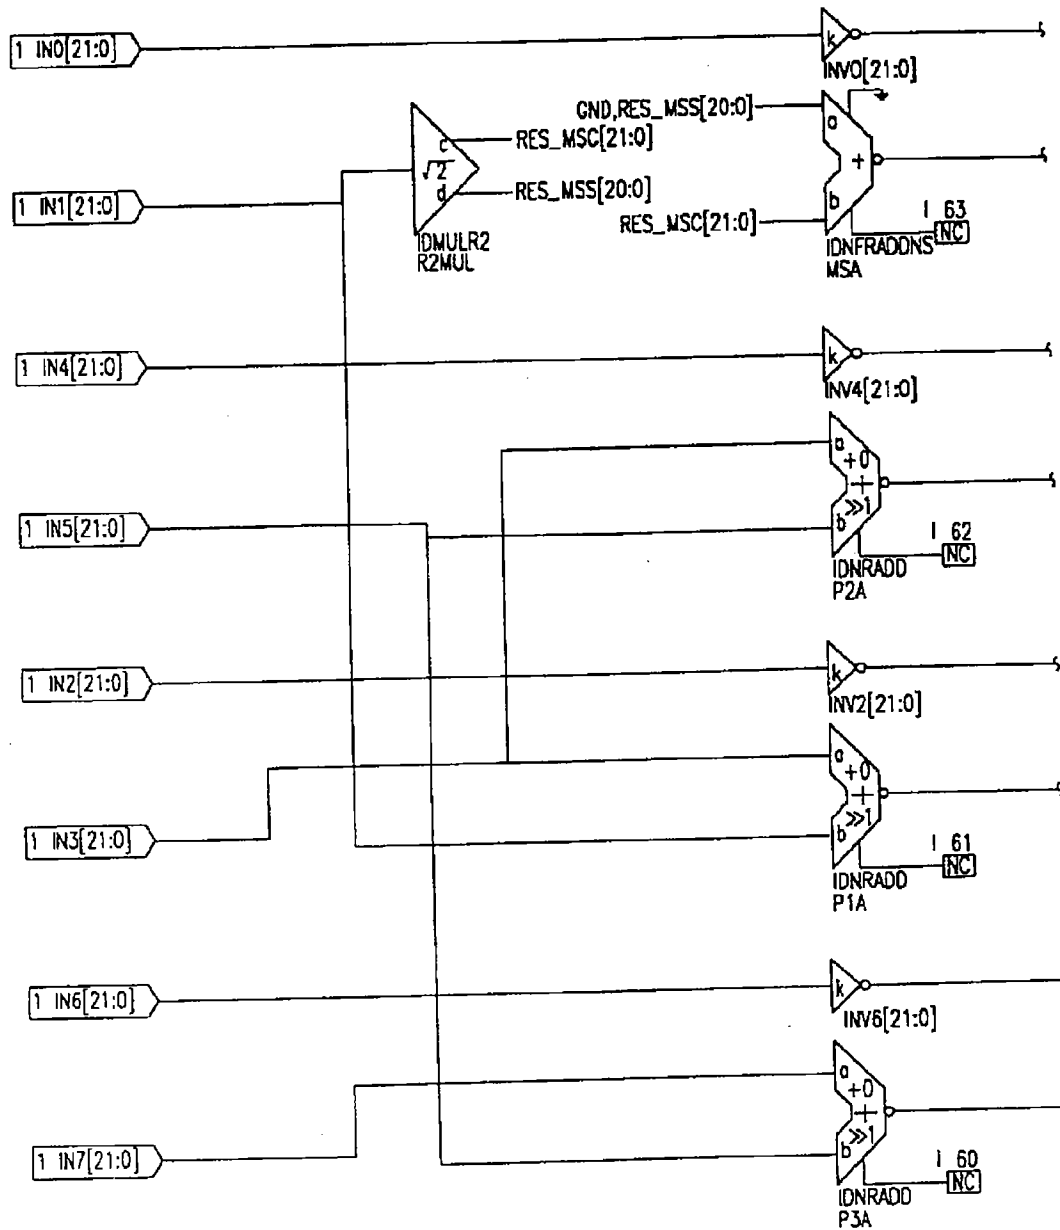 1 IN0[21:0]
k
INV0[21:0]
GND,RES_MSS[20:0]
a
c
RES_MSC[21:0]
√2
+
d
RES_MSS[20:0]
1 IN1[21:0]
b
RES_MSC[21:0]
I 63
NC
IDMULR2
R2MUL
IDNFRADDNS
MSA
1 IN4[21:0]
k
INV4[21:0]
a
+0
+
1 IN5[21:0]
b >>1
I 62
NC
IDNRADD
P2A
1 IN2[21:0]
k
INV2[21:0]
a
+0
+
1 IN3[21:0]
b >>1
I 61
NC
IDNRADD
P1A
1 IN6[21:0]
k
INV6[21:0]
a
+0
+
1 IN7[21:0]
b >>1
I 60
NC
IDNRADD
P3A